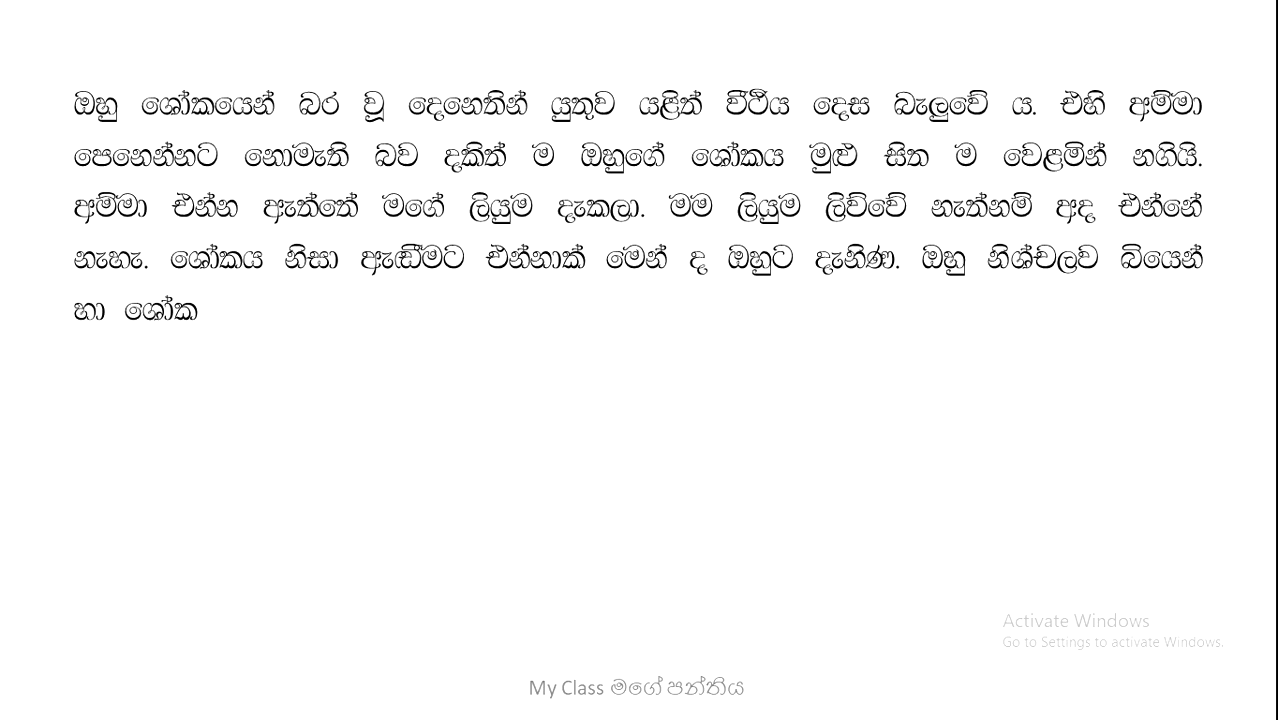 ඔහු ශෝකයෙන් බර වූ දෙනෙතින් යුතුව යළිත් වීථිය දෙස බැලුවේ ය. එහි අම්මා
පෙනෙන්නට නොමැති බව දකිත් ම ඔහුගේ ශෝකය මුළු සිත ම වෙළමින් නගියි.
අම්මා එන්න ඇත්තේ මගේ ලියුම දැකලා. මම ලියුම ලිව්වේ නැත්නම් අද එන්නේ
නැහැ. ශෝකය නිසා ඇඬීමට එන්නාක් මෙන් ද ඔහුට දැනිණ. ඔහු නිශ්චලව බියෙන්
හා ශෝක
Activate Windows
Go to Settings to activate Windows.
My Class මගේ පන්තිය